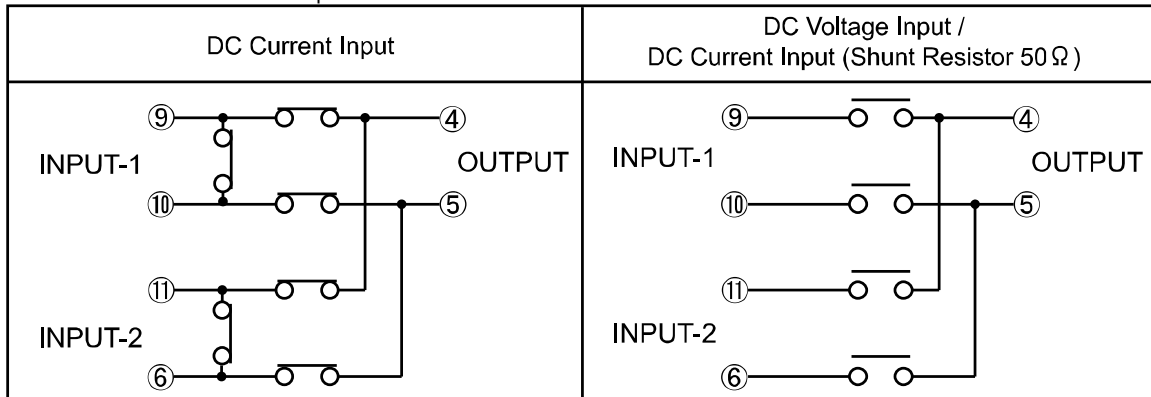 DC Current Input
DC Voltage Input /
DC Current Input (Shunt Resistor 50Ω)
⑨
④
INPUT-1
OUTPUT
⑩
⑤
⑪
INPUT-2
⑥
⑨
④
INPUT-1
OUTPUT
⑩
⑤
⑪
INPUT-2
⑥